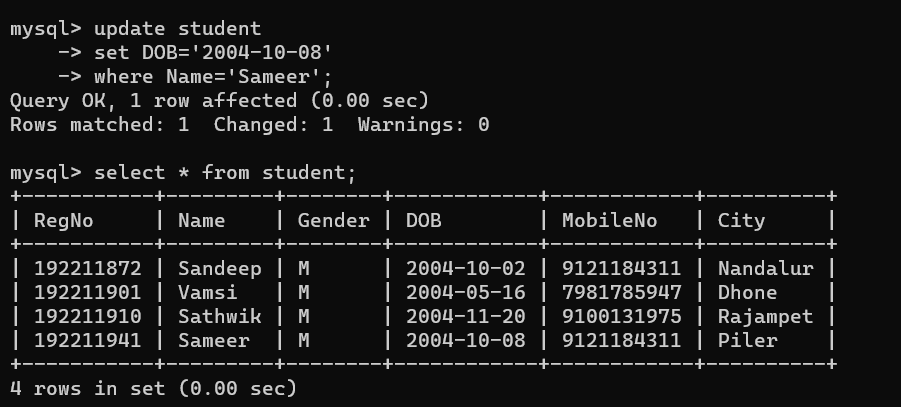 mysql> update student
    -> set DOB='2004-10-08'
    -> where Name='Sameer';
Query OK, 1 row affected (0.00 sec)
Rows matched: 1  Changed: 1  Warnings: 0

mysql> select * from student;
+-----------+---------+--------+------------+------------+----------+
| RegNo     | Name    | Gender | DOB        | MobileNo   | City     |
+-----------+---------+--------+------------+------------+----------+
| 192211872 | Sandeep | M      | 2004-10-02 | 9121184311 | Nandalur |
| 192211901 | Vamsi   | M      | 2004-05-16 | 7981785947 | Dhone    |
| 192211910 | Sathwik | M      | 2004-11-20 | 9100131975 | Rajampet |
| 192211941 | Sameer  | M      | 2004-10-08 | 9121184311 | Piler    |
+-----------+---------+--------+------------+------------+----------+
4 rows in set (0.00 sec)